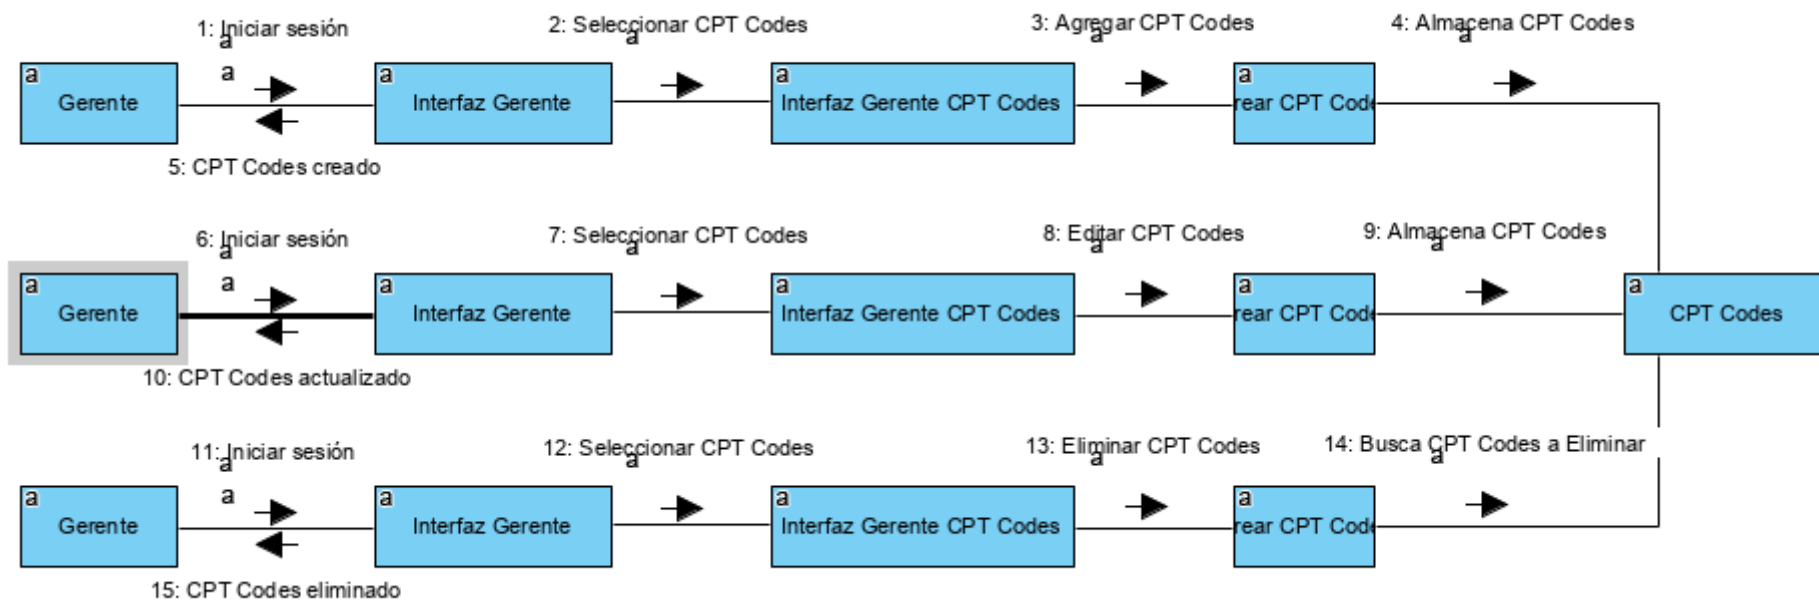 1: Iniciar sesión
2: Seleccionar CPT Codes
3: Agregar CPT Codes
4: Almacena CPT Codes
a
a
a
a
a
a Gerente
a Interfaz Gerente
a Interfaz Gerente CPT Codes
a rear CPT Code
5: CPT Codes creado
6: Iniciar sesión
7: Seleccionar CPT Codes
8: Editar CPT Codes
9: Almacena CPT Codes
a
a
a
a
a
a Gerente
a Interfaz Gerente
a Interfaz Gerente CPT Codes
a rear CPT Code
a CPT Codes
10: CPT Codes actualizado
11: Iniciar sesión
12: Seleccionar CPT Codes
13: Eliminar CPT Codes
14: Busca CPT Codes a Eliminar
a
a
a
a
a
a Gerente
a Interfaz Gerente
a Interfaz Gerente CPT Codes
a rear CPT Code
15: CPT Codes eliminado